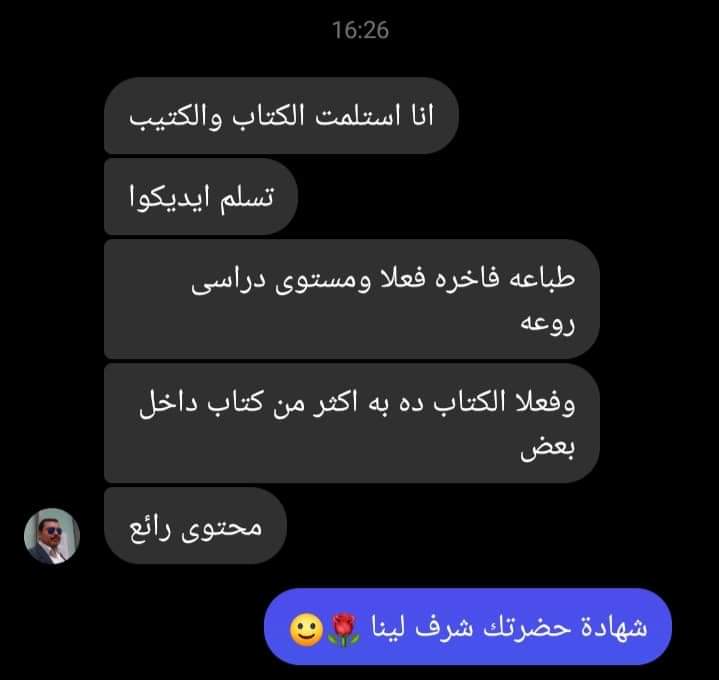 16:26
انا استلمت الكتاب والكتيب
تسلم ايديكوا
طباعه فاخره فعلا ومستوى دراسى
روعه
وفعلا الكتاب ده به اكثر من كتاب داخل
بعض
محتوى رائع
شهادة حضرتك شرف لينا 🌹🙂